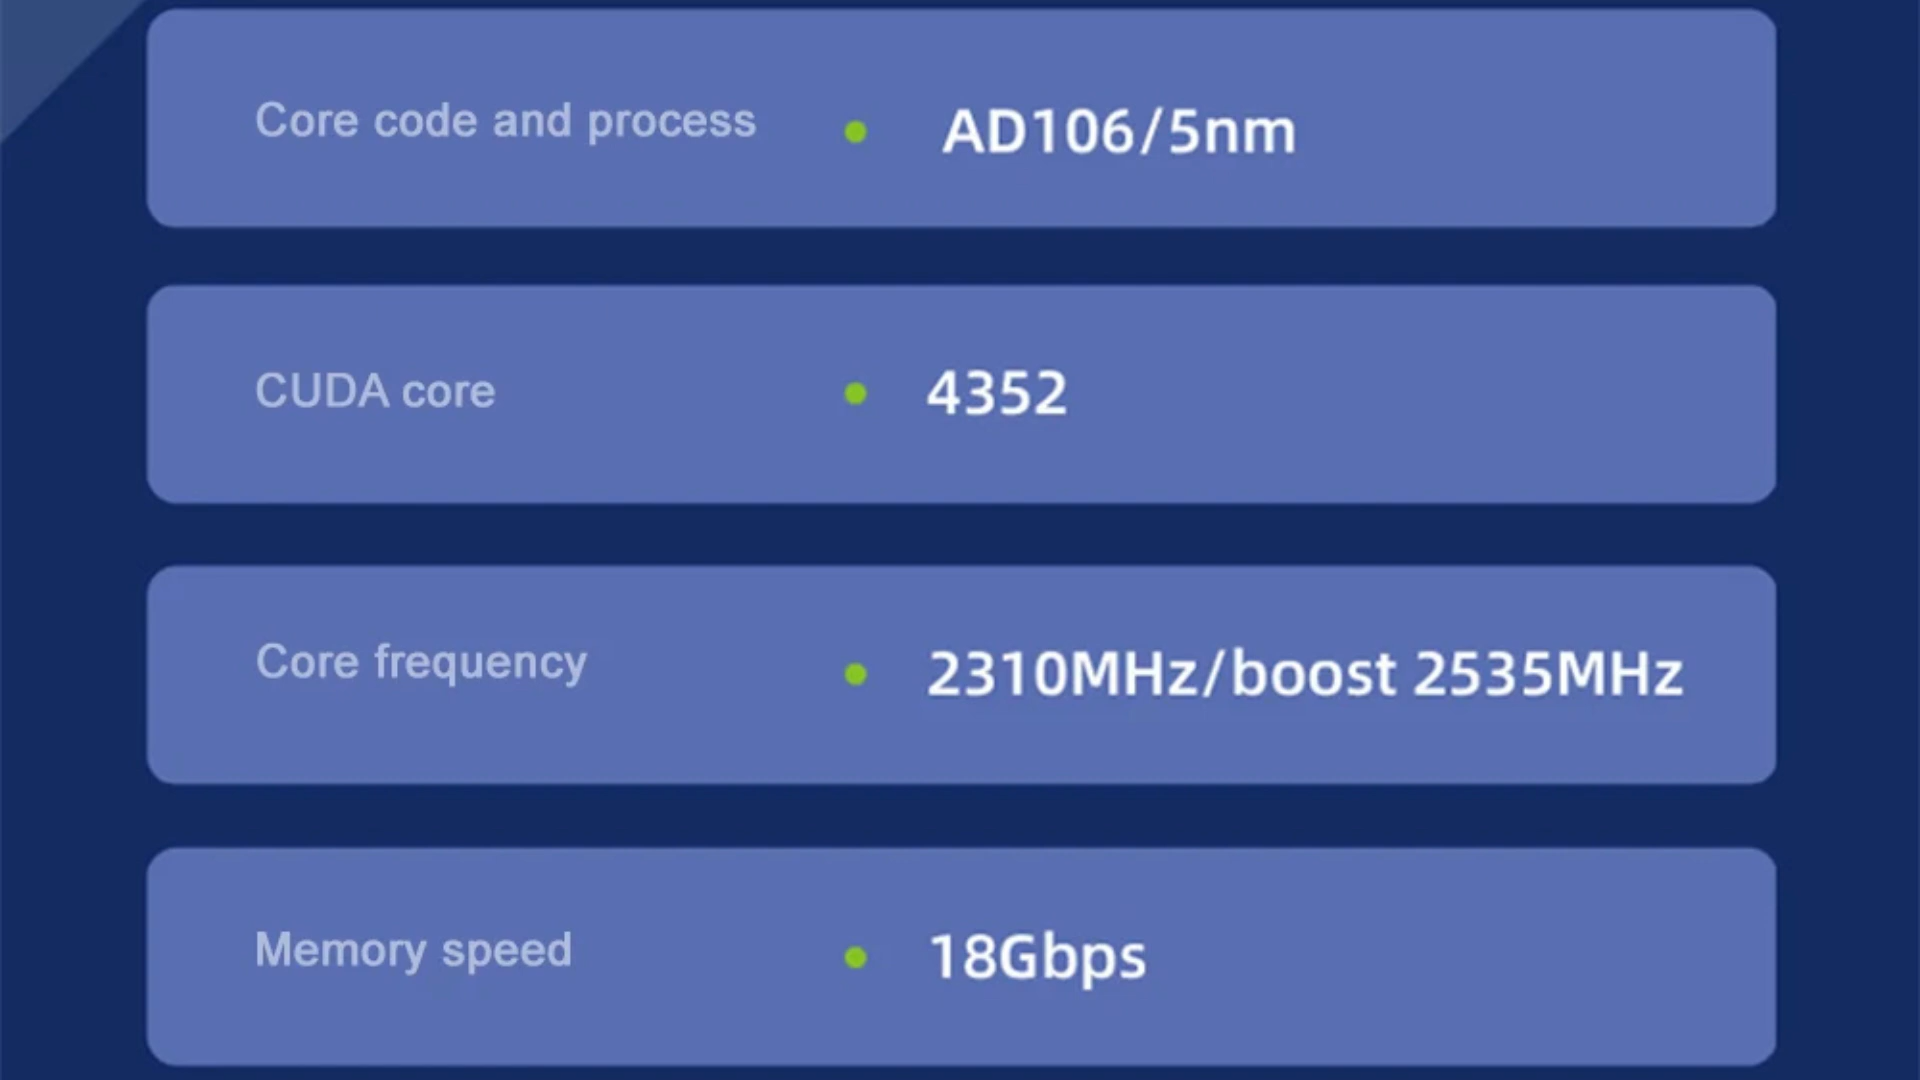 Core code and process
AD106/5nm
CUDA core
4352
Core frequency
2310MHz/boost 2535MHz
Memory speed
18Gbps